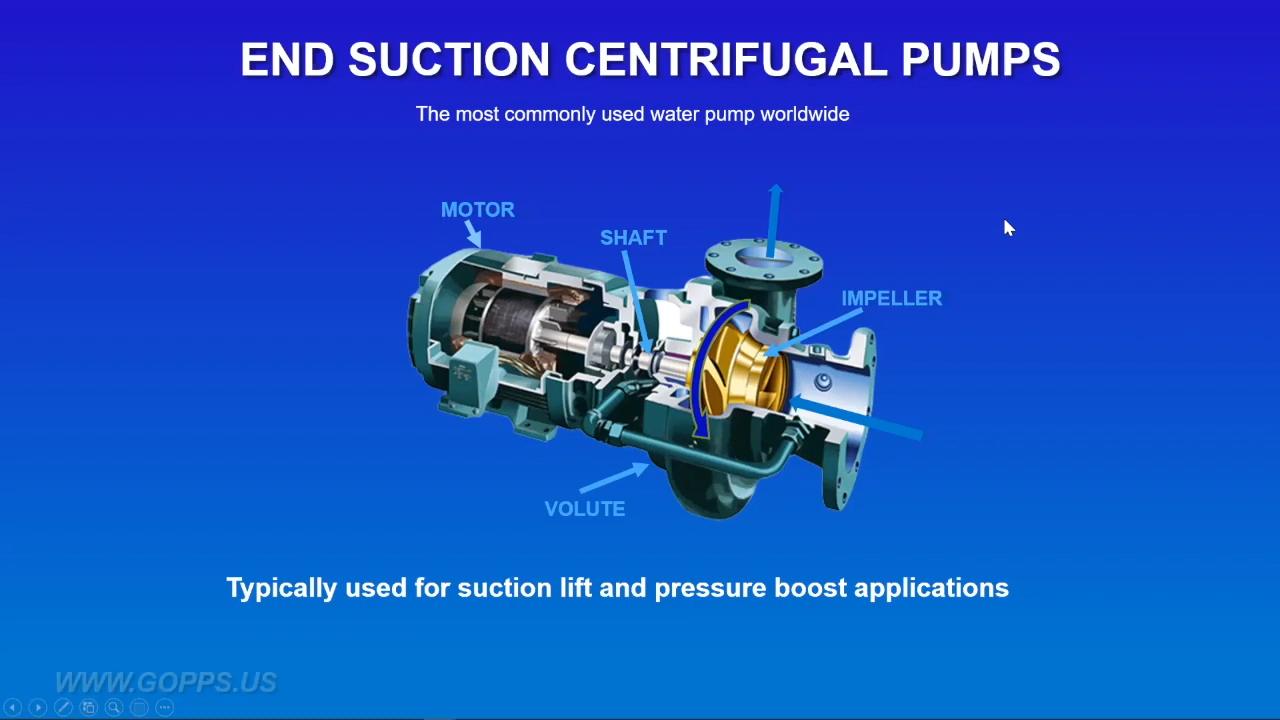 END SUCTION CENTRIFUGAL PUMPS
The most commonly used water pump worldwide
MOTOR
SHAFT
IMPELLER
VOLUTE
Typically used for suction lift and pressure boost applications
WWW.GOPPS.US